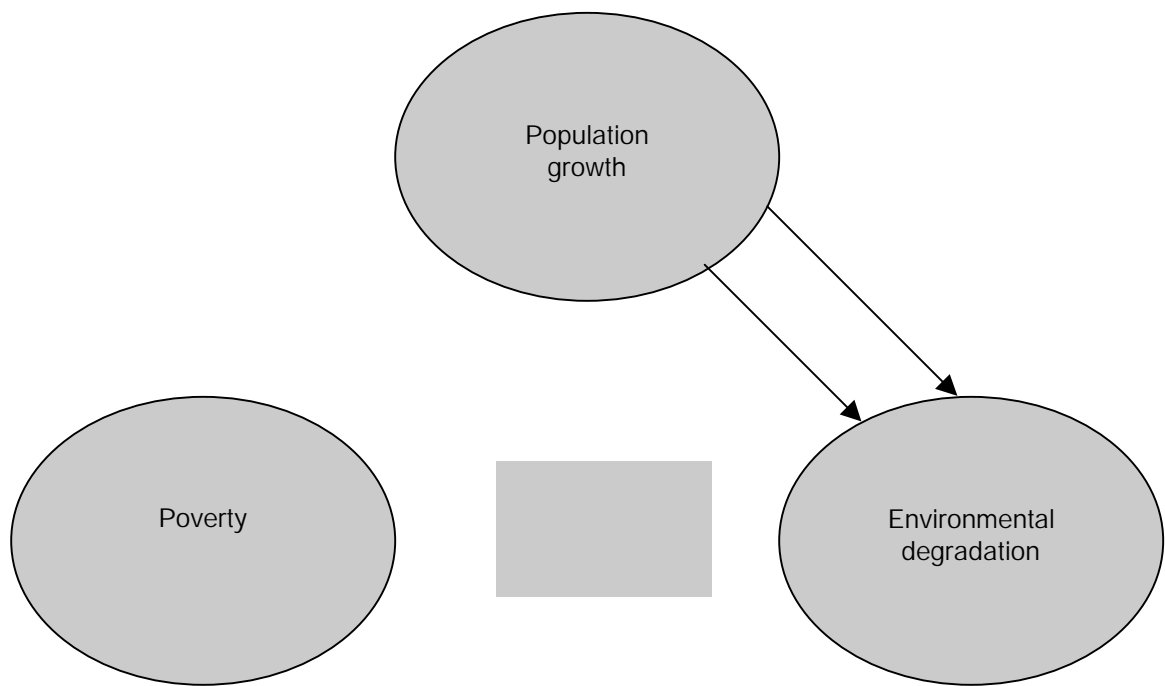 Population
growth
Poverty
Environmental
degradation